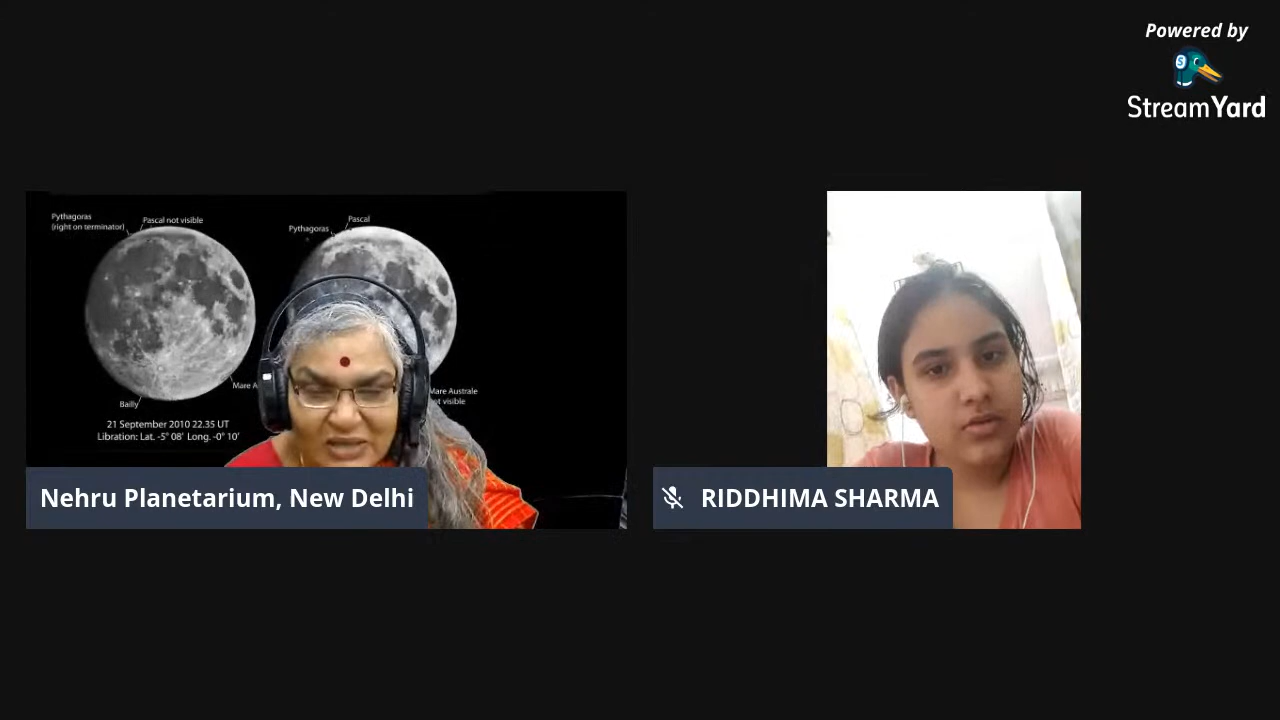 Powered by
StreamYard
Pythagoras
(right on terminator)
Pascal not visible
Pascal
Pythagoras
Mare A
Bailly
Mare Australe
not visible
21 September 2010 22.35 UT
Libration: Lat. -5° 08' Long. -0° 10'
Nehru Planetarium, New Delhi
RIDDHIMA SHARMA